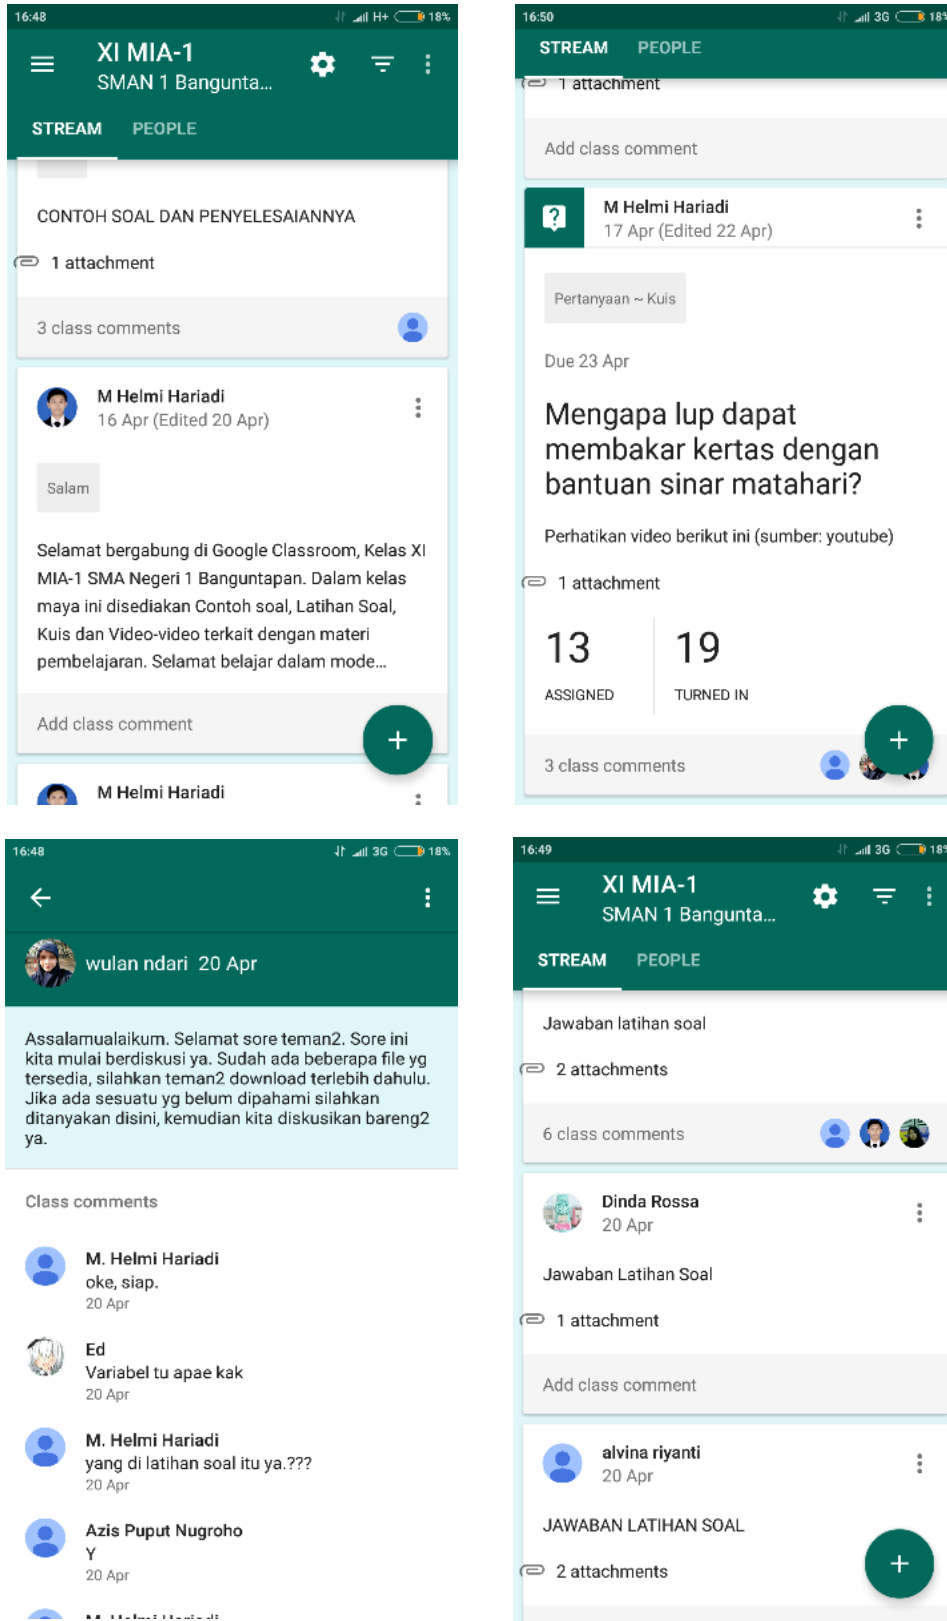 16:48
H+ 18%
XI MIA-1
SMAN 1 Bangunta...
STREAM PEOPLE
CONTOH SOAL DAN PENYELESAIANNYA
1 attachment
3 class comments
M Helmi Hariadi
16 Apr (Edited 20 Apr)
Salam
Selamat bergabung di Google Classroom, Kelas XI
MIA-1 SMA Negeri 1 Banguntapan. Dalam kelas
maya ini disediakan Contoh soal, Latihan Soal,
Kuis dan Video-video terkait dengan materi
pembelajaran. Selamat belajar dalam mode...
Add class comment
M Helmi Hariadi
16:50
3G 18%
STREAM PEOPLE
1 attachment
Add class comment
M Helmi Hariadi
17 Apr (Edited 22 Apr)
Pertanyaan ~ Kuis
Due 23 Apr
Mengapa lup dapat
membakar kertas dengan
bantuan sinar matahari?
Perhatikan video berikut ini (sumber: youtube)
1 attachment
13 19
ASSIGNED TURNED IN
3 class comments
16:48
3G 18%
wulan ndari 20 Apr
Assalamualaikum. Selamat sore teman2. Sore ini
kita mulai berdiskusi ya. Sudah ada beberapa file yg
tersedia, silahkan teman2 download terlebih dahulu.
Jika ada sesuatu yg belum dipahami silahkan
ditanyakan disini, kemudian kita diskusikan bareng2
ya.
Class comments
M. Helmi Hariadi
oke, siap.
20 Apr
Ed
Variabel tu apae kak
20 Apr
M. Helmi Hariadi
yang di latihan soal itu ya.???
20 Apr
Azis Puput Nugroho
Y
20 Apr
M. Helmi Hariadi
16:49
3G 18%
XI MIA-1
SMAN 1 Bangunta...
STREAM PEOPLE
Jawaban latihan soal
2 attachments
6 class comments
Dinda Rossa
20 Apr
Jawaban Latihan Soal
1 attachment
Add class comment
alvina riyanti
20 Apr
JAWABAN LATIHAN SOAL
2 attachments